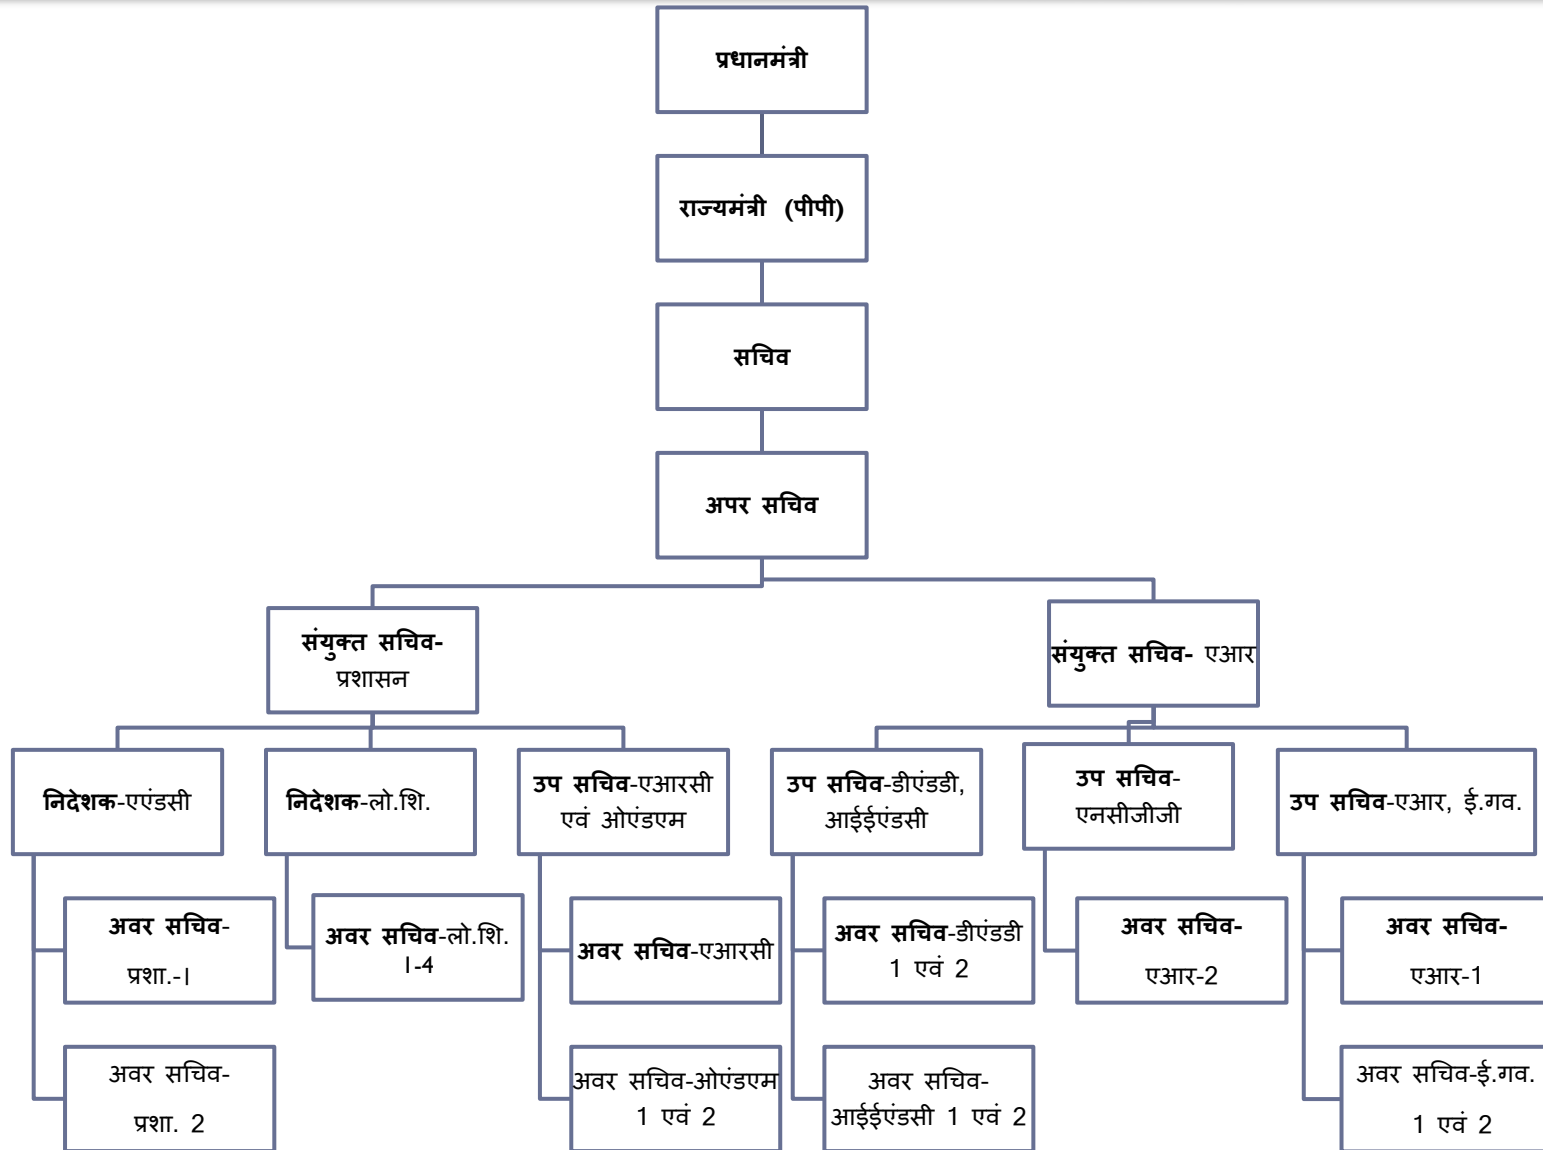 प्रधानमंत्री
राज्यमंत्री (पीपी)
सचिव
अपर सचिव
संयुक्त सचिव-
प्रशासन
संयुक्त सचिव- एआर
निदेशक-एएंडसी
निदेशक-लो.शि.
उप सचिव-एआरसी
एवं ओएंडएम
उप सचिव-डीएंडडी,
आईईएंडसी
उप सचिव-
एनसीजीजी
उप सचिव-एआर, ई.गव.
अवर सचिव-
प्रशा.-I
अवर सचिव-लो.शि.
I-4
अवर सचिव-एआरसी
अवर सचिव-डीएंडडी
1 एवं 2
अवर सचिव-
एआर-2
अवर सचिव-
एआर-1
अवर सचिव-
प्रशा. 2
अवर सचिव-ओएंडएम
1 एवं 2
अवर सचिव-
आईईएंडसी 1 एवं 2
अवर सचिव-ई.गव.
1 एवं 2